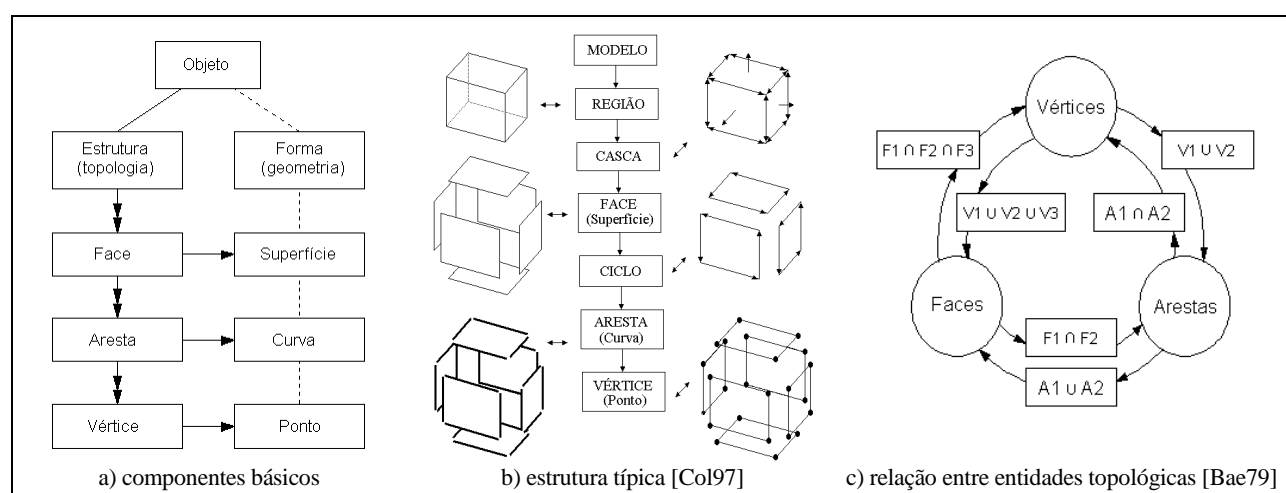 Objeto
Estrutura
(topologia)
Forma
(geometria)
Face
Superfície
Aresta
Curva
Vértice
Ponto
a) componentes básicos
MODELO
REGIÃO
CASCA
FACE
(Superfície)
CICLO
ARESTA
(Curva)
VÉRTICE
(Ponto)
b) estrutura típica [Col97]
Vértices
F1 ∩ F2 ∩ F3
V1 ∪ V2
V1 ∪ V2 ∪ V3
A1 ∩ A2
Faces
Arestas
F1 ∩ F2
A1 ∪ A2
c) relação entre entidades topológicas [Bae79]